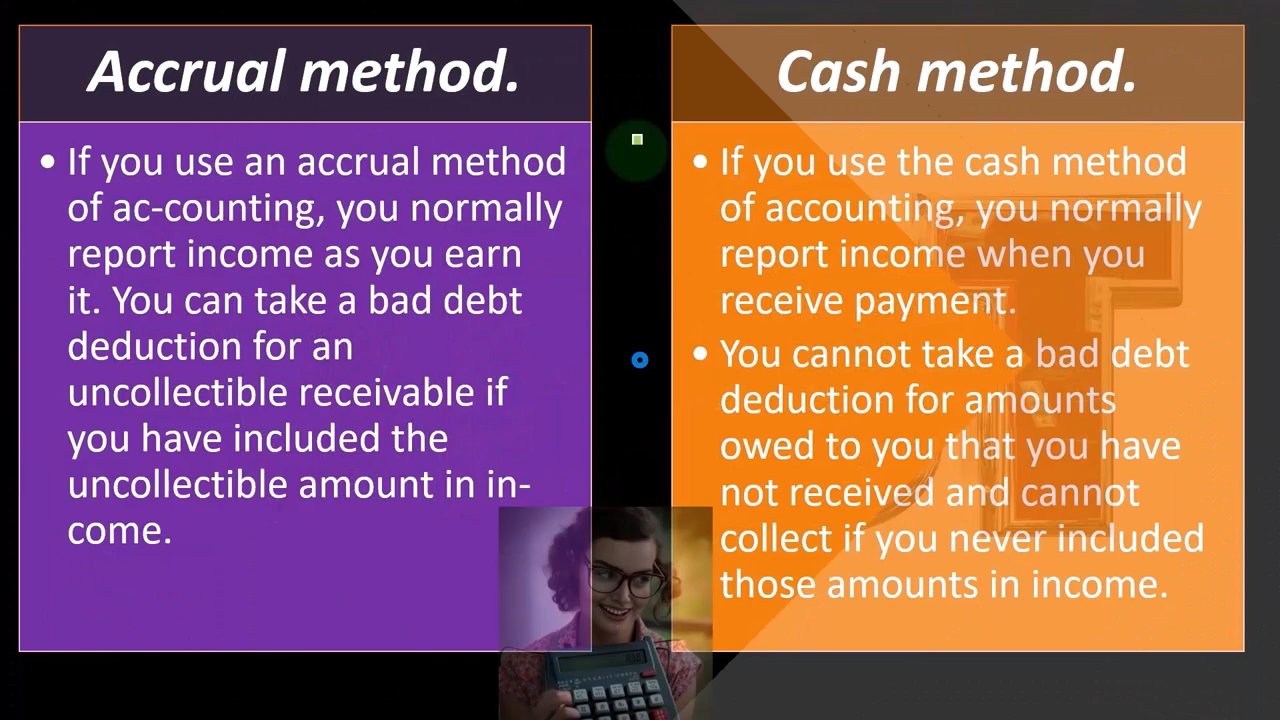 Accrual method.
• If you use an accrual method
of ac-counting, you normally
report income as you earn
it. You can take a bad debt
deduction for an
uncollectible receivable if
you have included the
uncollectible amount in in-
come.
Cash method.
• If you use the cash method
of accounting, you normally
report income when you
receive payment.
• You cannot take a bad debt
deduction for amounts
owed to you that you have
not received and cannot
collect if you never included
those amounts in income.